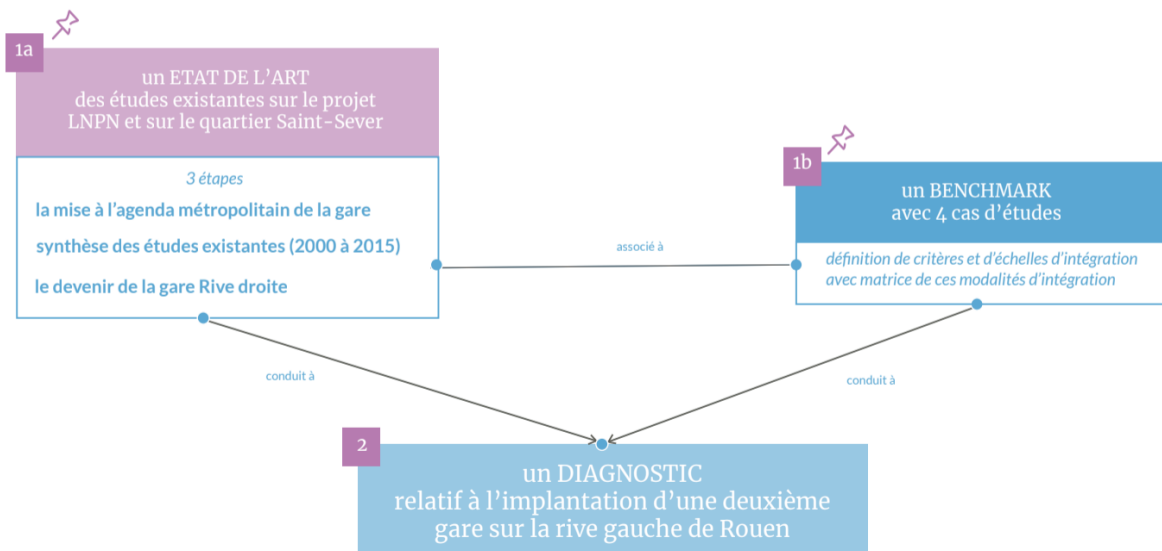 1a
un ETAT DE L’ART
des études existantes sur le projet
LNPN et sur le quartier Saint-Sever
3 étapes
la mise à l’agenda métropolitain de la gare
synthèse des études existantes (2000 à 2015)
le devenir de la gare Rive droite
associé à
1b
un BENCHMARK
avec 4 cas d’études
définition de critères et d’échelles d’intégration
avec matrice de ces modalités d’intégration
conduit à
conduit à
2
un DIAGNOSTIC
relatif à l’implantation d’une deuxième
gare sur la rive gauche de Rouen